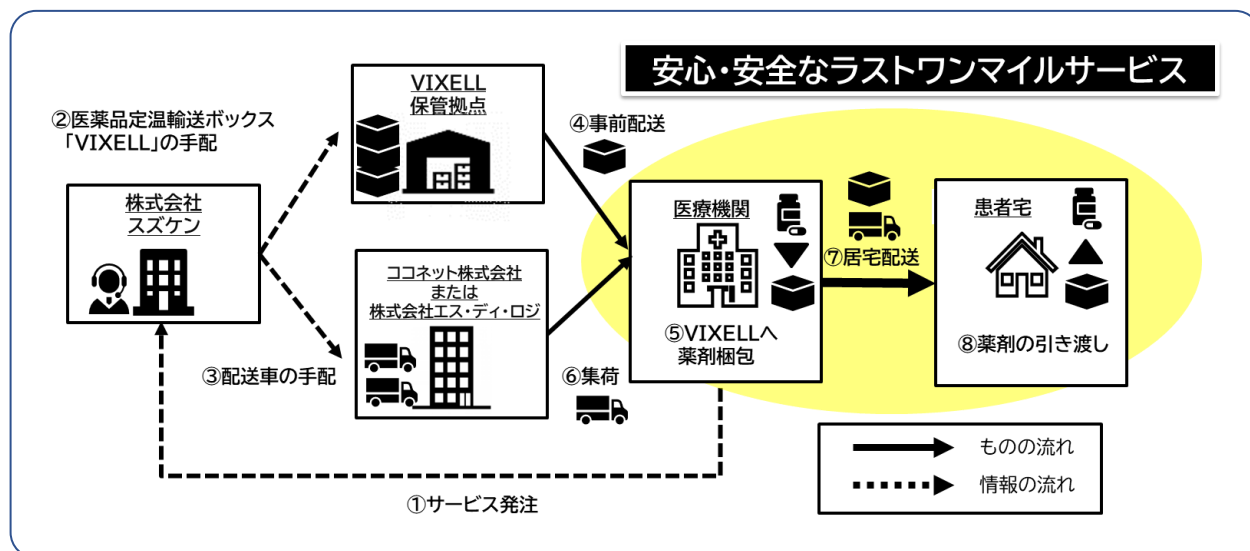 安心・安全なラストワンマイルサービス
②医薬品定温輸送ボックス
「VIXELL」の手配
VIXELL
保管拠点
④事前配送
株式会社
スズケン
ココネット株式会社
または
株式会社エス・ディ・ロジ
③配送車の手配
⑥集荷
医療機関
⑤VIXELLへ
薬剤梱包
⑦居宅配送
患者宅
⑧薬剤の引き渡し
①サービス発注
ものの流れ
情報の流れ